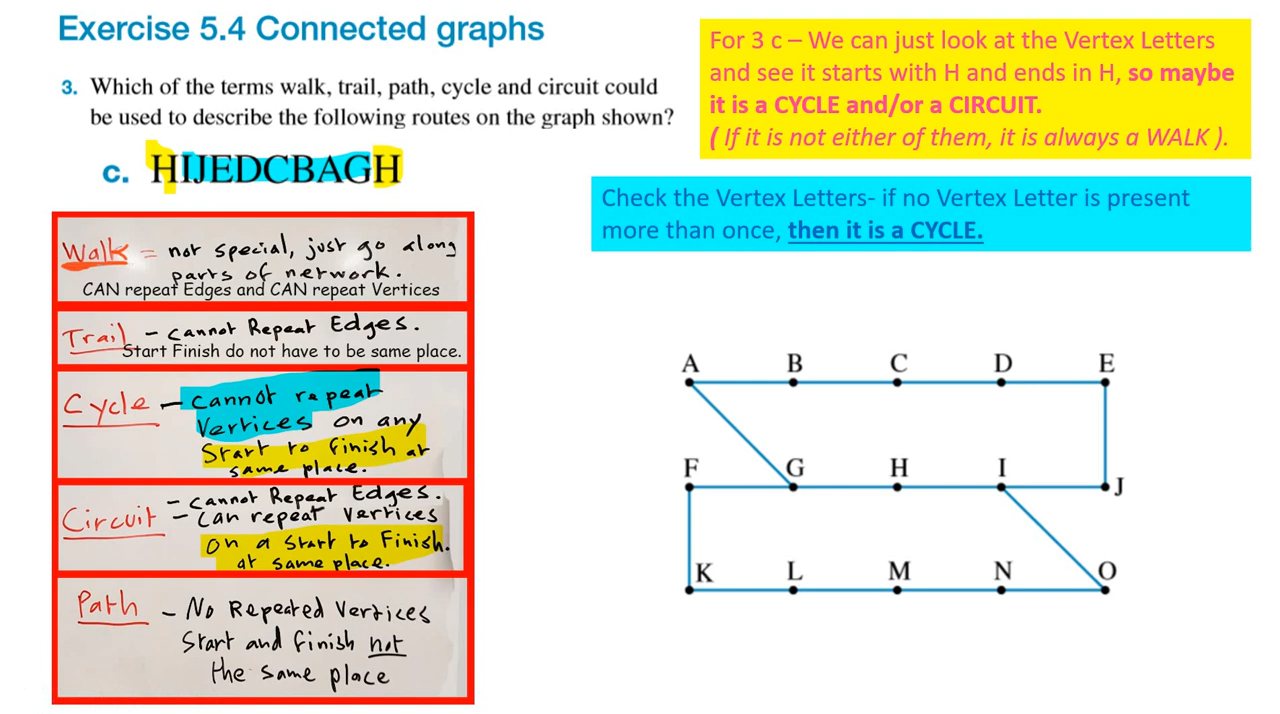 Exercise 5.4 Connected graphs
3. Which of the terms walk, trail, path, cycle and circuit could
be used to describe the following routes on the graph shown?
c. HIJEDCBAGH
For 3 c – We can just look at the Vertex Letters
and see it starts with H and ends in H, so maybe
it is a CYCLE and/or a CIRCUIT.
( If it is not either of them, it is always a WALK ).
Check the Vertex Letters- if no Vertex Letter is present
more than once, then it is a CYCLE.
Walk = not special, just go along
parts of network.
CAN repeat Edges and CAN repeat Vertices
Trail - cannot Repeat Edges.
Start Finish do not have to be same place.
Cycle - cannot repeat
Vertices on any
Start to finish at
same place.
Circuit - cannot Repeat Edges.
- can repeat vertices
on a start to Finish.
at same place.
Path - No Repeated Vertices
Start and finish not
the same place
A B C D E
F G H I J
K L M N O